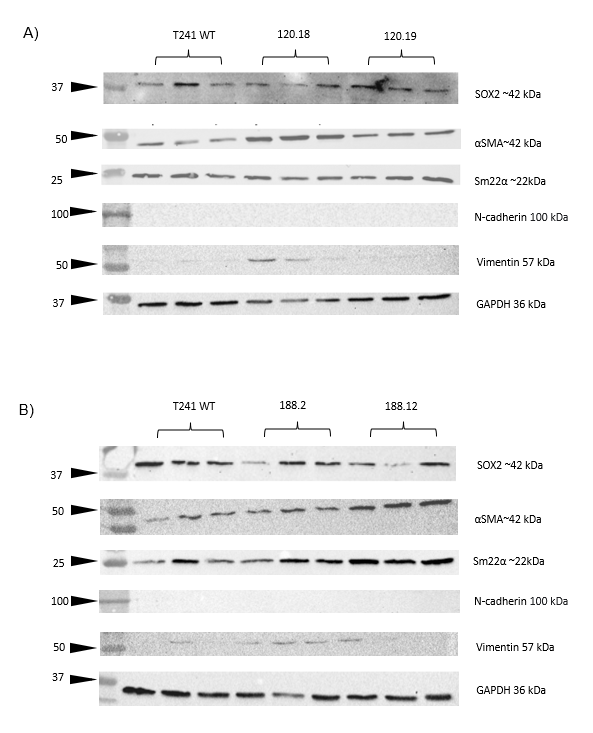 A)
T241 WT 120.18 120.19
37 SOX2 ~42 kDa
50 αSMA~42 kDa
25 Sm22α ~22kDa
100 N-cadherin 100 kDa
50 Vimentin 57 kDa
37 GAPDH 36 kDa
B)
T241 WT 188.2 188.12
37 SOX2 ~42 kDa
50 αSMA~42 kDa
25 Sm22α ~22kDa
100 N-cadherin 100 kDa
50 Vimentin 57 kDa
37 GAPDH 36 kDa